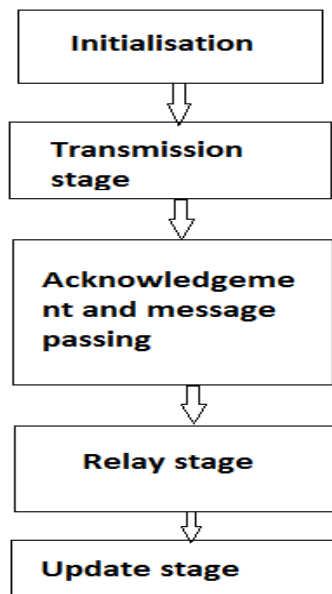 Initialisation
Transmission
stage
Acknowledgeme
nt and message
passing
Relay stage
Update stage